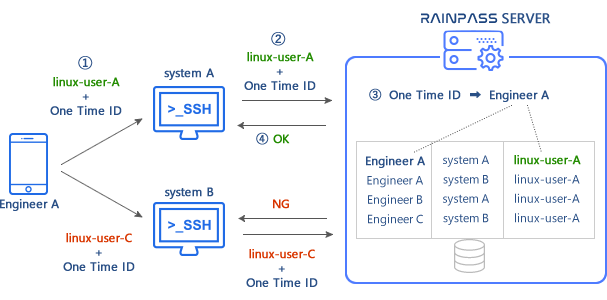 RAINPASS SERVER
①
linux-user-A
+
One Time ID
system A
>_SSH
②
linux-user-A
+
One Time ID
④ OK
③ One Time ID ➡ Engineer A
Engineer A system A linux-user-A
Engineer A system B linux-user-A
Engineer B system A linux-user-A
Engineer C system B linux-user-A
Engineer A
system B
>_SSH
linux-user-C
+
One Time ID
NG
linux-user-C
+
One Time ID